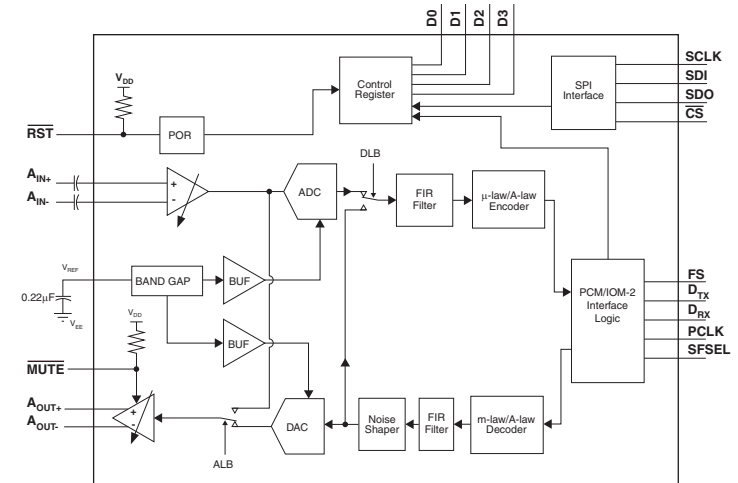 D0
D1
D2
D3
SCLK
SDI
SDO
CS
Control
Register
SPI
Interface
VDD
RST
POR
AIN+
AIN-
+
-
ADC
DLB
FIR
Filter
μ-law/A-law
Encoder
VREF
0.22μF
VEE
BAND GAP
BUF
VDD
BUF
MUTE
PCM/IOM-2
Interface
Logic
FS
DTX
DRX
PCLK
SFSEL
AOUT+
AOUT-
+
-
ALB
DAC
Noise
Shaper
FIR
Filter
m-law/A-law
Decoder